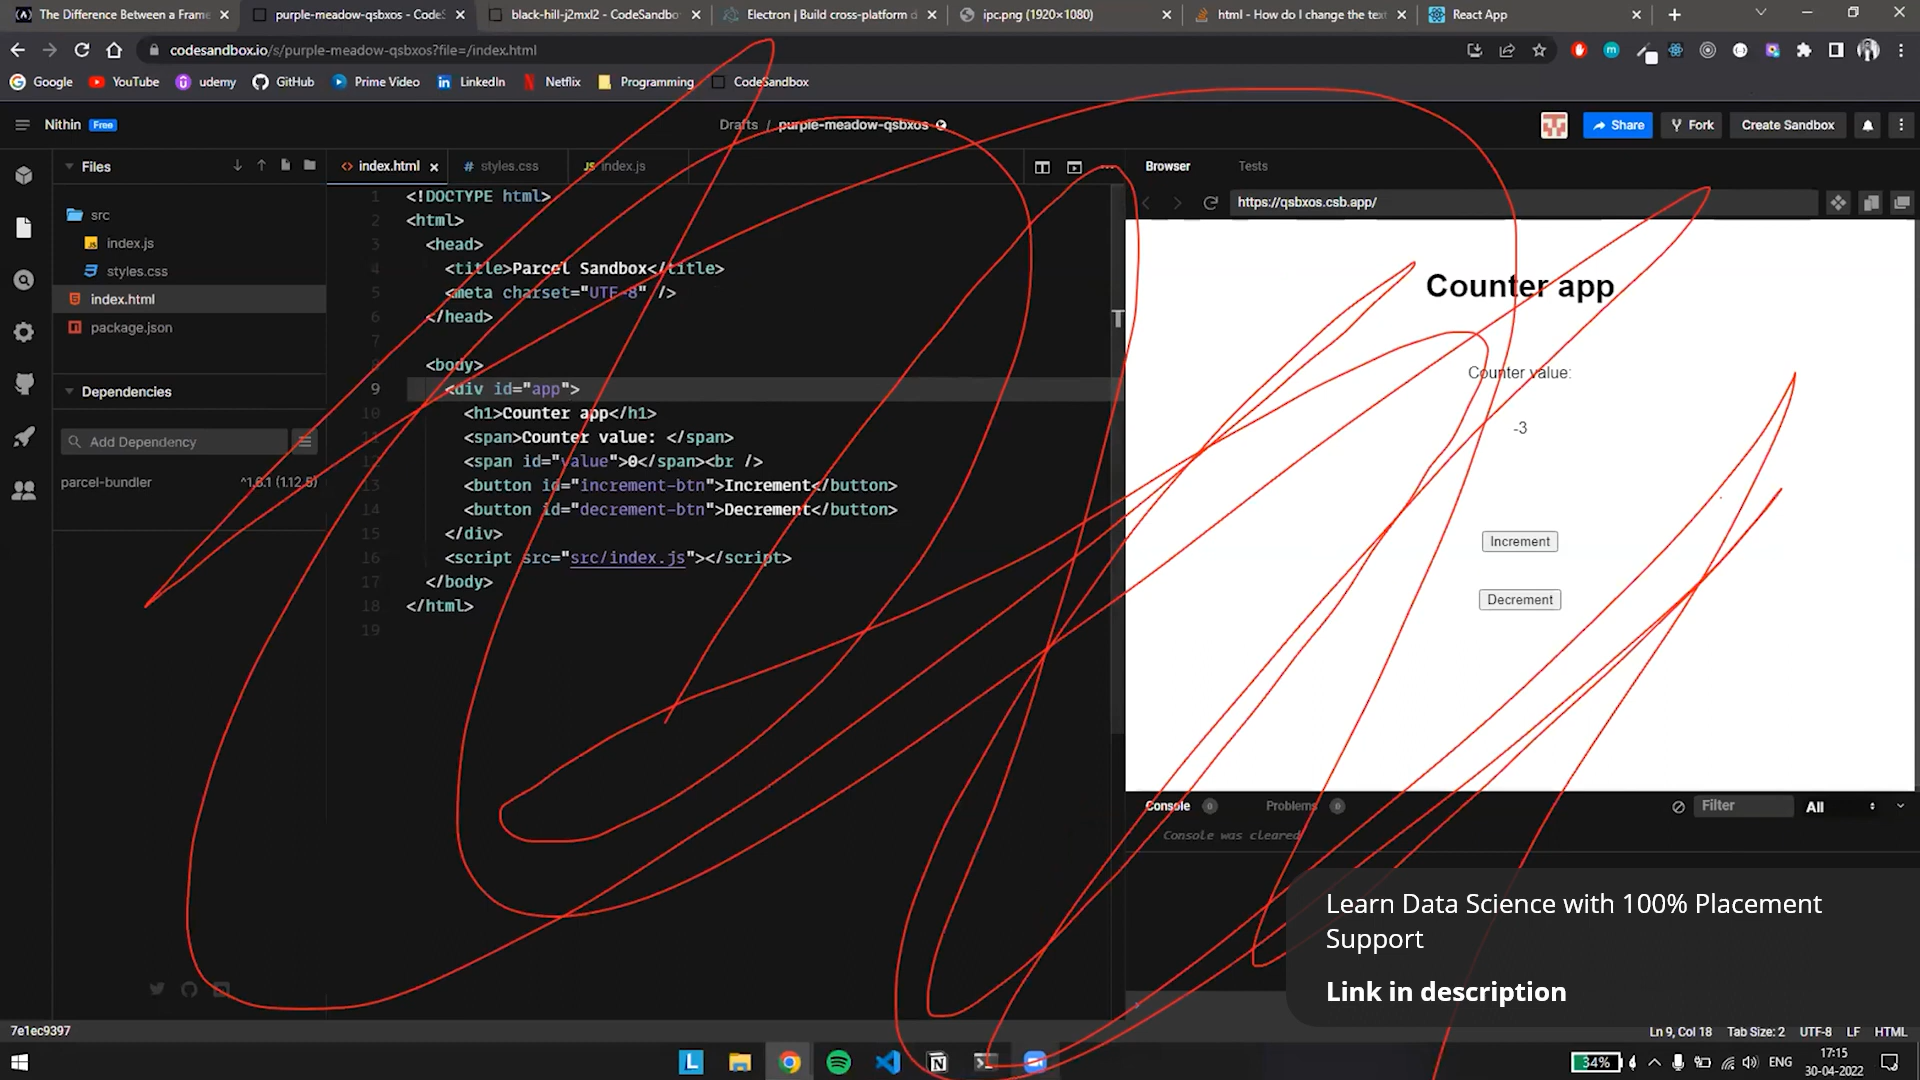 The Difference Between a Frame
purple-meadow-qsbxos - CodeS
black-hill-j2mxl2 - CodeSandbo
Electron | Build cross-platform d
ipc.png (1920×1080)
html - How do I change the text
React App
codesandbox.io/s/purple-meadow-qsbxos?file=/index.html
Google
YouTube
udemy
GitHub
Prime Video
LinkedIn
Netflix
Programming
CodeSandbox
Nithin
Free
Drafts / purple-meadow-qsbxos
Share
Fork
Create Sandbox
Files
index.html
styles.css
index.js
Browser
Tests
https://qsbxos.csb.app/
src
index.js
styles.css
index.html
package.json
Dependencies
Add Dependency
parcel-bundler
^1.6.1 (1.12.5)
1 <!DOCTYPE html>
2 <html>
3 <head>
4 <title>Parcel Sandbox</title>
5 <meta charset="UTF-8" />
6 </head>
7
8 <body>
9 <div id="app">
10 <h1>Counter app</h1>
11 <span>Counter value: </span>
12 <span id="value">0</span><br />
13 <button id="increment-btn">Increment</button>
14 <button id="decrement-btn">Decrement</button>
15 </div>
16 <script src="src/index.js"></script>
17 </body>
18 </html>
19
Counter app
Counter value:
-3
Increment
Decrement
Console 0
Problems 0
Filter
All
Console was cleared
Learn Data Science with 100% Placement
Support
Link in description
7e1ec9397
Ln 9, Col 18
Tab Size: 2
UTF-8
LF
HTML
34%
ENG
17:15
30-04-2022